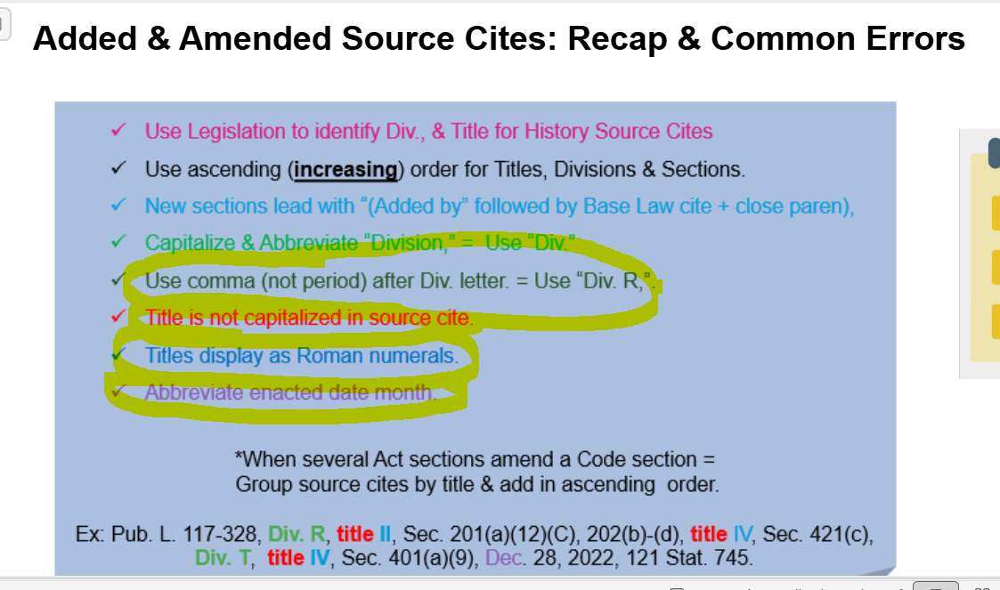 Added & Amended Source Cites: Recap & Common Errors
✓ Use Legislation to identify Div., & Title for History Source Cites
✓ Use ascending (increasing) order for Titles, Divisions & Sections.
✓ New sections lead with “(Added by” followed by Base Law cite + close paren),
✓ Capitalize & Abbreviate “Division,” = Use “Div.”
✓ Use comma (not period) after Div. letter. = Use “Div. R,”.
✓ Title is not capitalized in source cite.
✓ Titles display as Roman numerals.
✓ Abbreviate enacted date month.
*When several Act sections amend a Code section =
Group source cites by title & add in ascending order.
Ex: Pub. L. 117-328, Div. R, title II, Sec. 201(a)(12)(C), 202(b)-(d), title IV, Sec. 421(c),
Div. T, title IV, Sec. 401(a)(9), Dec. 28, 2022, 121 Stat. 745.